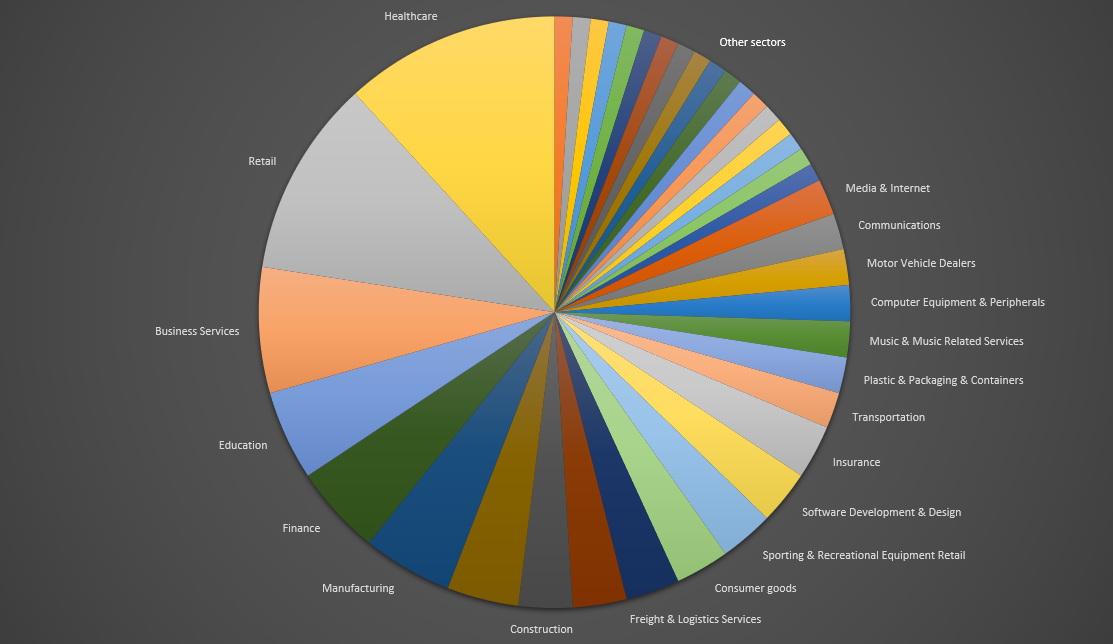 Healthcare
Other sectors
Retail
Media & Internet
Communications
Motor Vehicle Dealers
Computer Equipment & Peripherals
Business Services
Music & Music Related Services
Plastic & Packaging & Containers
Transportation
Education
Insurance
Software Development & Design
Finance
Sporting & Recreational Equipment Retail
Manufacturing
Consumer goods
Freight & Logistics Services
Construction